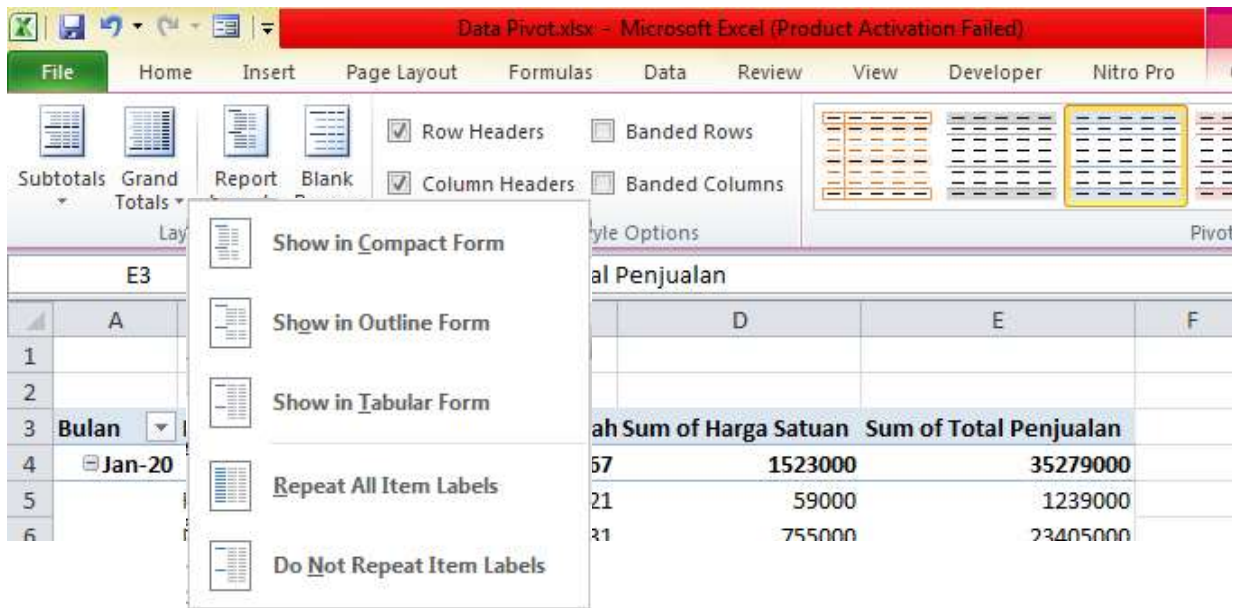 Data Pivot.xlsx - Microsoft Excel (Product Activation Failed)
File Home Insert Page Layout Formulas Data Review View Developer Nitro Pro
Row Headers Banded Rows
Subtotals Grand Totals Report Blank
Column Headers Banded Columns
Lay yle Options Pivot
Show in Compact Form
E3 al Penjualan
Show in Outline Form
A D E F
1
2
Show in Tabular Form
3 Bulan ah Sum of Harga Satuan Sum of Total Penjualan
4 Jan-20 67 1523000 35279000
Repeat All Item Labels
5 21 59000 1239000
6 31 755000 23405000
Do Not Repeat Item Labels